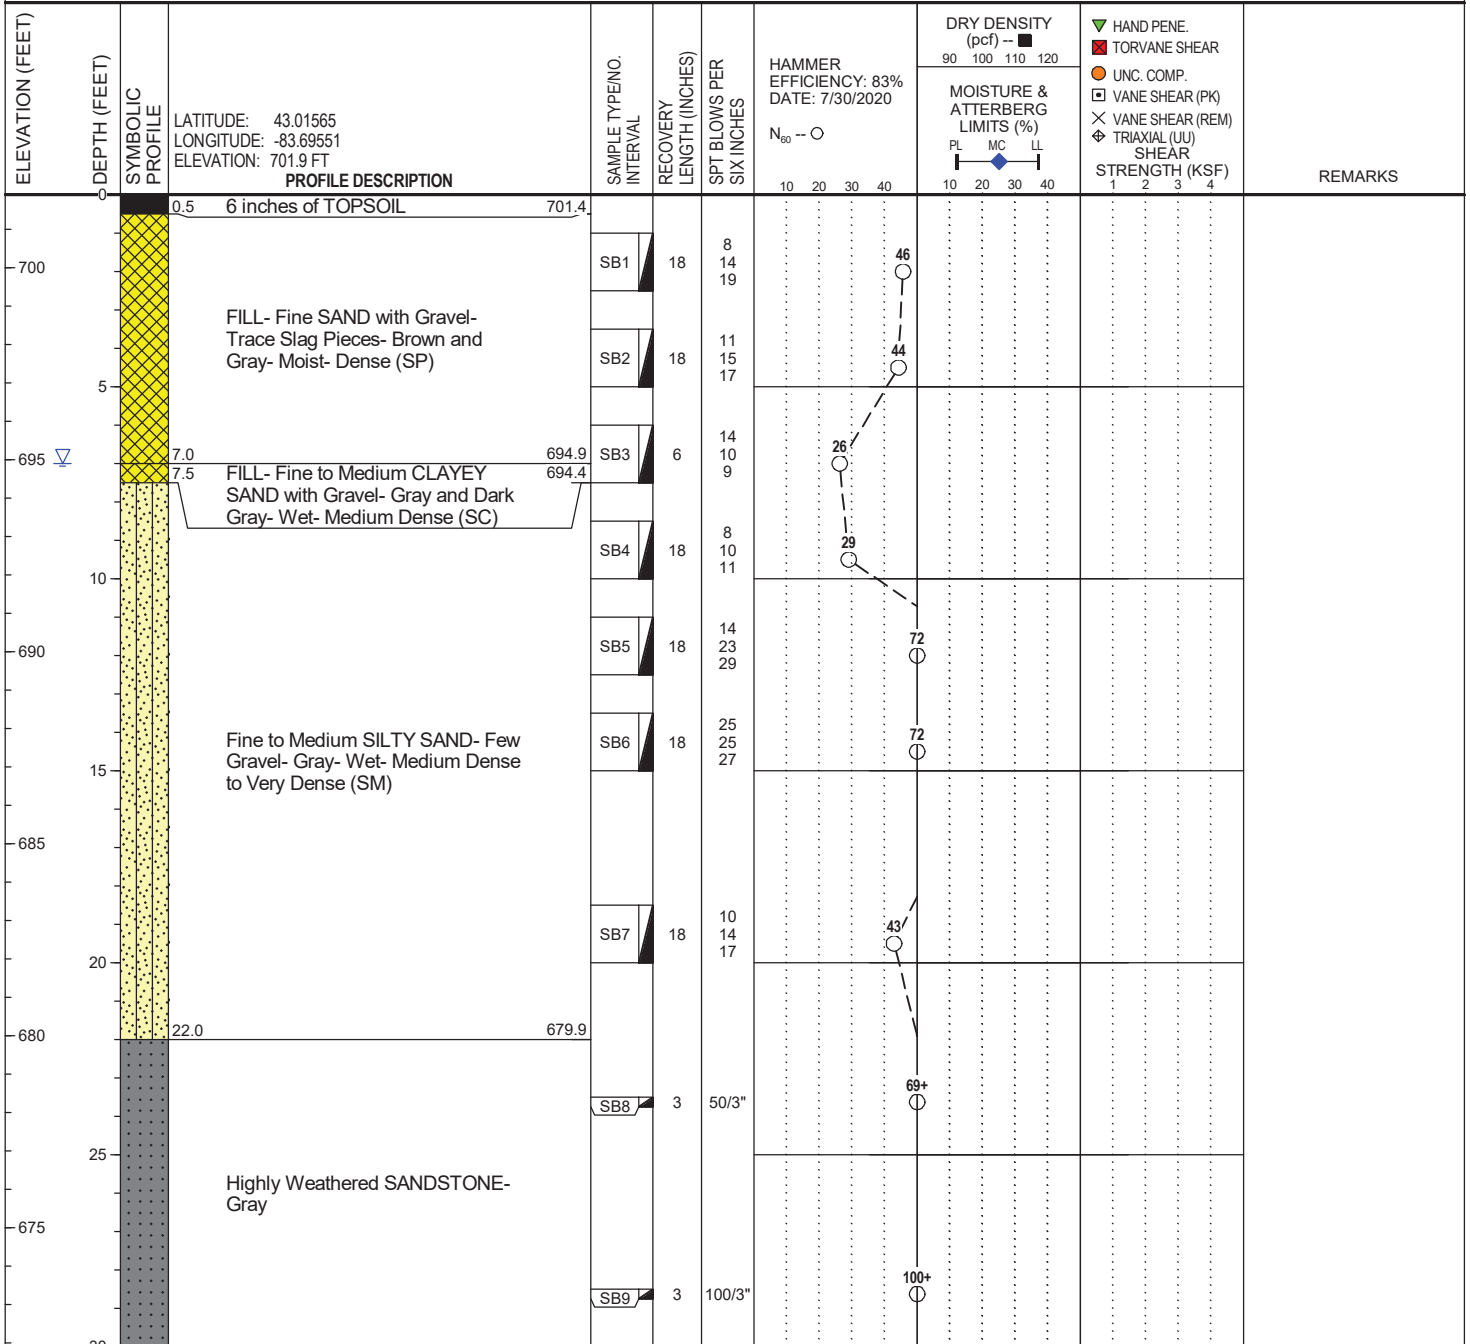 ELEVATION (FEET)
DEPTH (FEET)
SYMBOLIC
PROFILE
LATITUDE: 43.01565
LONGITUDE: -83.69551
ELEVATION: 701.9 FT
PROFILE DESCRIPTION
SAMPLE TYPE/NO.
INTERVAL
RECOVERY
LENGTH (INCHES)
SPT BLOWS PER
SIX INCHES
HAMMER
EFFICIENCY: 83%
DATE: 7/30/2020
N60 --
10 20 30 40
DRY DENSITY
(pcf) --
90 100 110 120
MOISTURE &
ATTERBERG
LIMITS (%)
PL MC LL
10 20 30 40
HAND PENE.
TORVANE SHEAR
UNC. COMP.
VANE SHEAR (PK)
VANE SHEAR (REM)
TRIAXIAL (UU)
SHEAR
STRENGTH (KSF)
1 2 3 4
REMARKS
0
0.5 6 inches of TOPSOIL 701.4
700
SB1 18
8
14
19
46
FILL- Fine SAND with Gravel-
Trace Slag Pieces- Brown and
Gray- Moist- Dense (SP)
SB2 18
11
15
17
44
5
695
7.0 694.9
SB3 6
14
10
9
26
7.5 694.4
FILL- Fine to Medium CLAYEY
SAND with Gravel- Gray and Dark
Gray- Wet- Medium Dense (SC)
SB4 18
8
10
11
29
10
690
SB5 18
14
23
29
72
Fine to Medium SILTY SAND- Few
Gravel- Gray- Wet- Medium Dense
to Very Dense (SM)
SB6 18
25
25
27
72
15
685
SB7 18
10
14
17
43
20
680
22.0 679.9
SB8 3 50/3"
69+
25
Highly Weathered SANDSTONE-
Gray
675
SB9 3 100/3"
100+